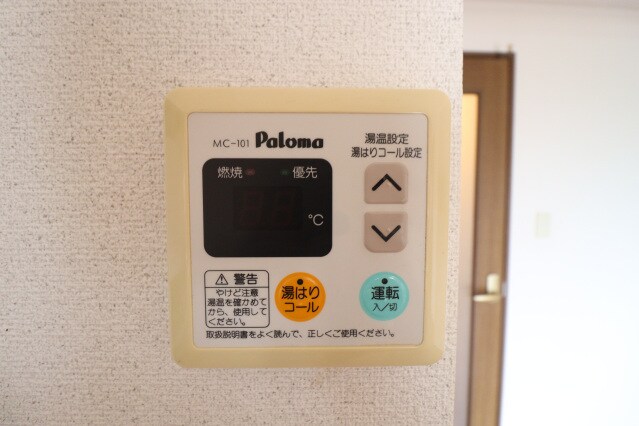 MC-101 Paloma
湯温設定
湯はりコール設定
燃焼 優先
℃
⚠ 警告
やけど注意
湯温を確かめて
から、使用して
ください。
湯はり
コール
運転
入/切
取扱説明書をよく読んで、正しくご使用ください。